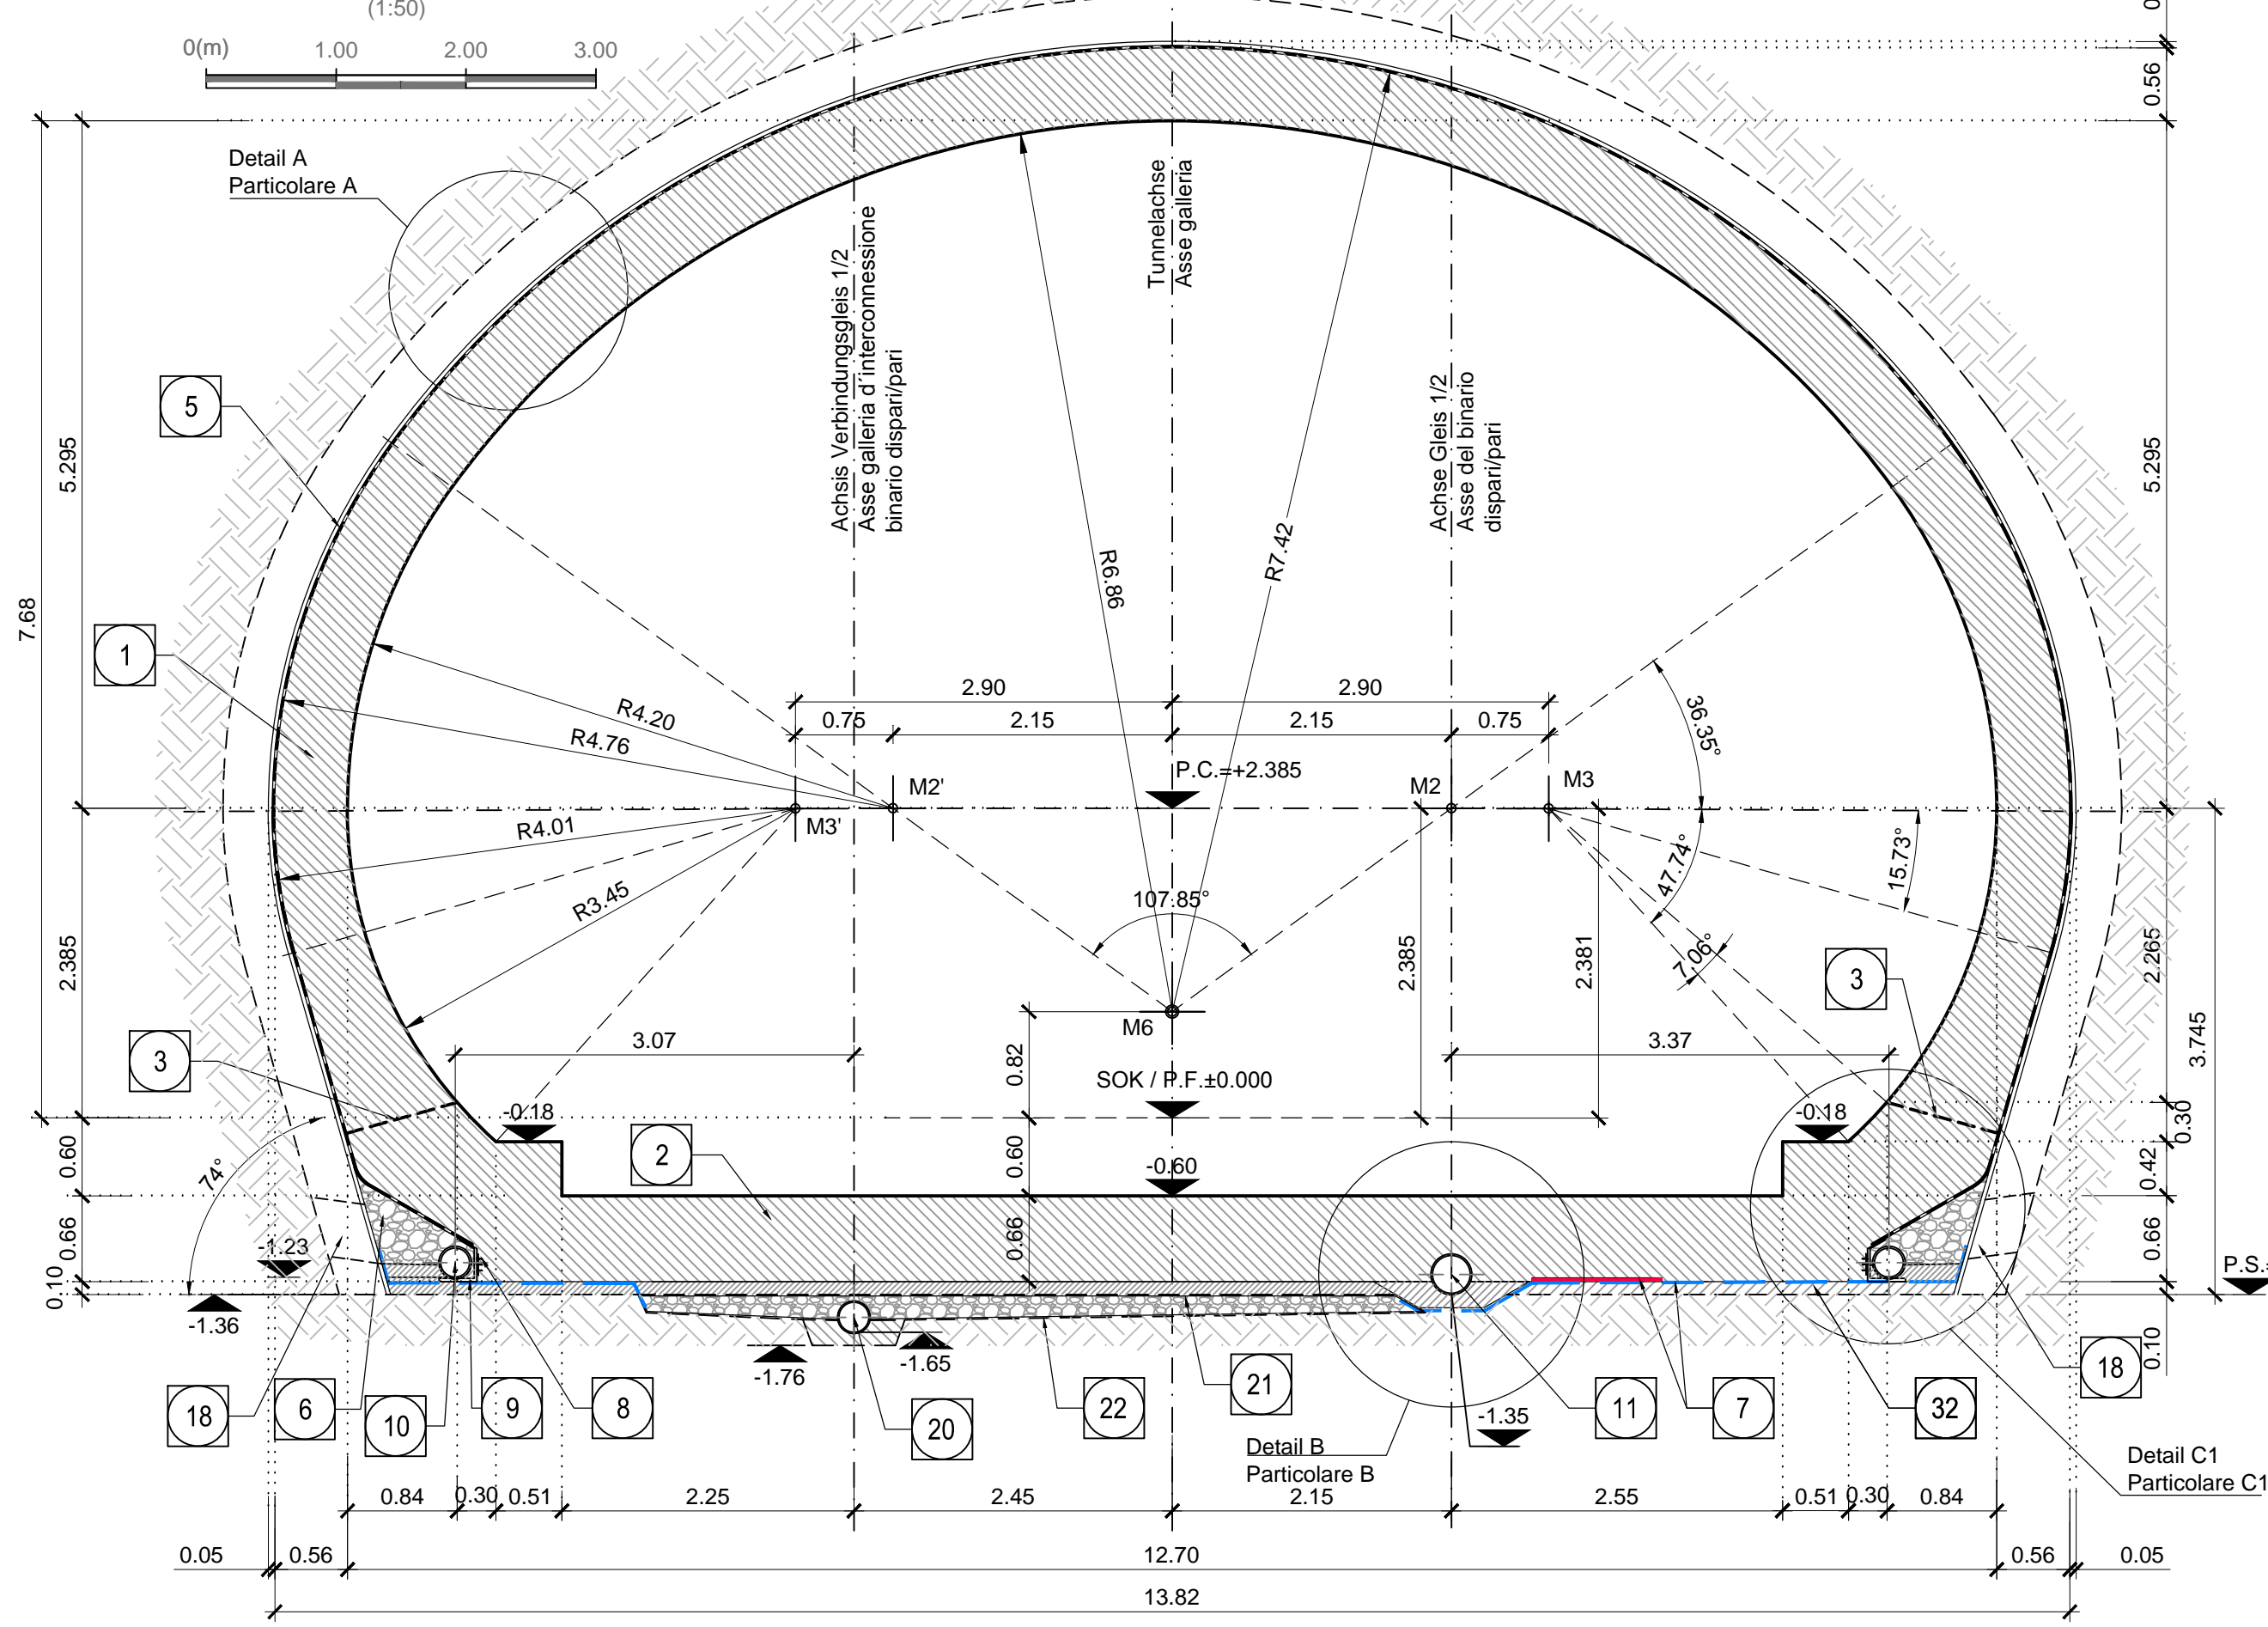 (1:50)
0(m) 1.00 2.00 3.00
0.56
Detail A
Particolare A
Achsis Verbindungsgleis 1/2
Asse galleria d'interconnessione
binario dispari/pari
Tunnelachse
Asse galleria
Achse Gleis 1/2
Asse del binario
dispari/pari
5
5.295
5.295
R6.86
R7.42
7.68
1
R4.20
R4.76
2.90
2.90
0.75
2.15
2.15
0.75
36.35°
P.C.=+2.385
M2'
M2
M3
M3'
R4.01
R3.45
47.74°
15.73°
107.85°
7.06°
2.385
2.385
2.381
2.265
3
3
M6
3.07
3.37
0.82
3.745
SOK / P.F.±0.000
-0.18
-0.18
0.30
74°
2
0.60
0.60
-0.60
0.42
0.66
0.66
0.66
-1.23
0.10
P.S.=
-1.36
-1.76
-1.65
0.10
18
6
10
9
8
20
22
21
-1.35
11
7
32
18
Detail B
Particolare B
Detail C1
Particolare C1
0.84
0.30
0.51
2.25
2.45
2.15
2.55
0.51
0.30
0.84
0.05
0.56
12.70
0.56
0.05
13.82